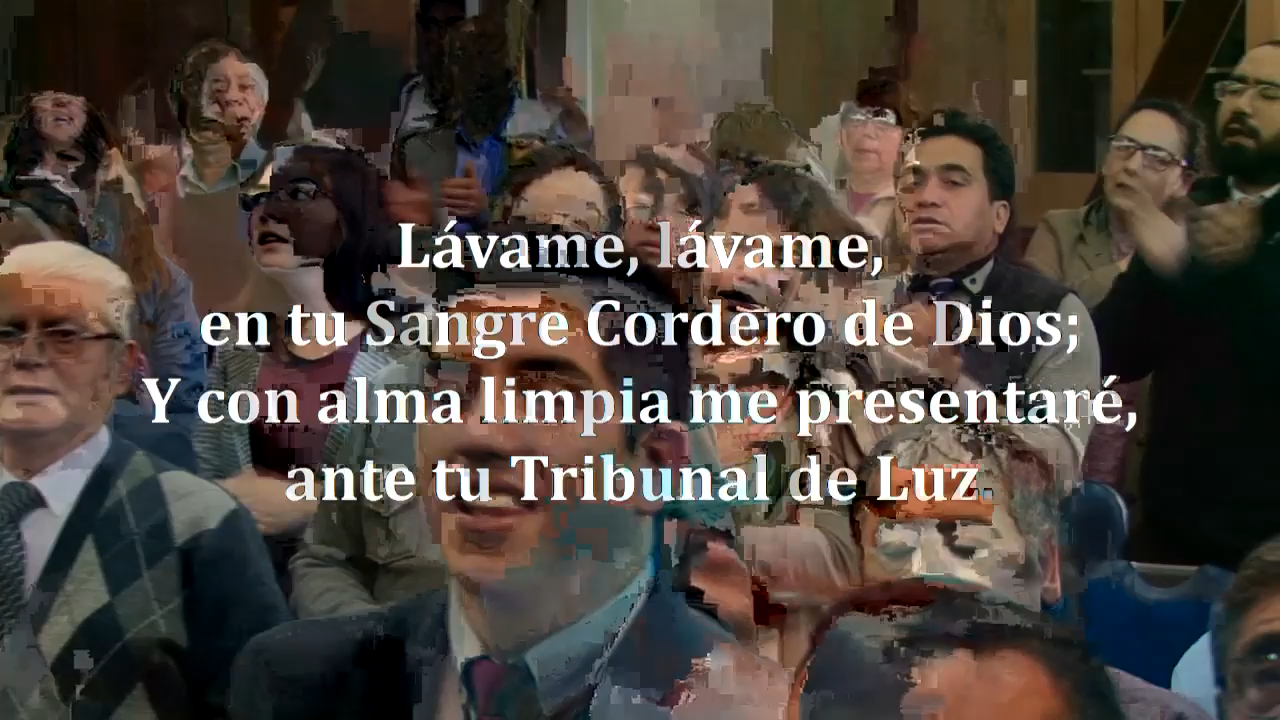 Lávame, lávame,
en tu Sangre Cordero de Dios;
Y con alma limpia me presentaré,
ante tu Tribunal de Luz.